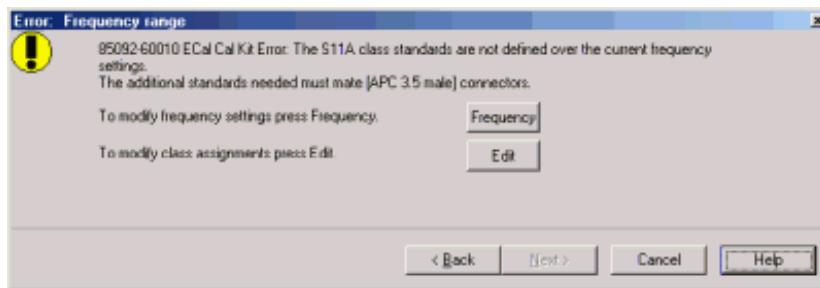 Error: Frequency range
85092-60010 ECal Cal Kit Error: The S11A class standards are not defined over the current frequency
settings.
The additional standards needed must mate [APC 3.5 male] connectors.
To modify frequency settings press Frequency.
Frequency
To modify class assignments press Edit
Edit
< Back
Next >
Cancel
Help